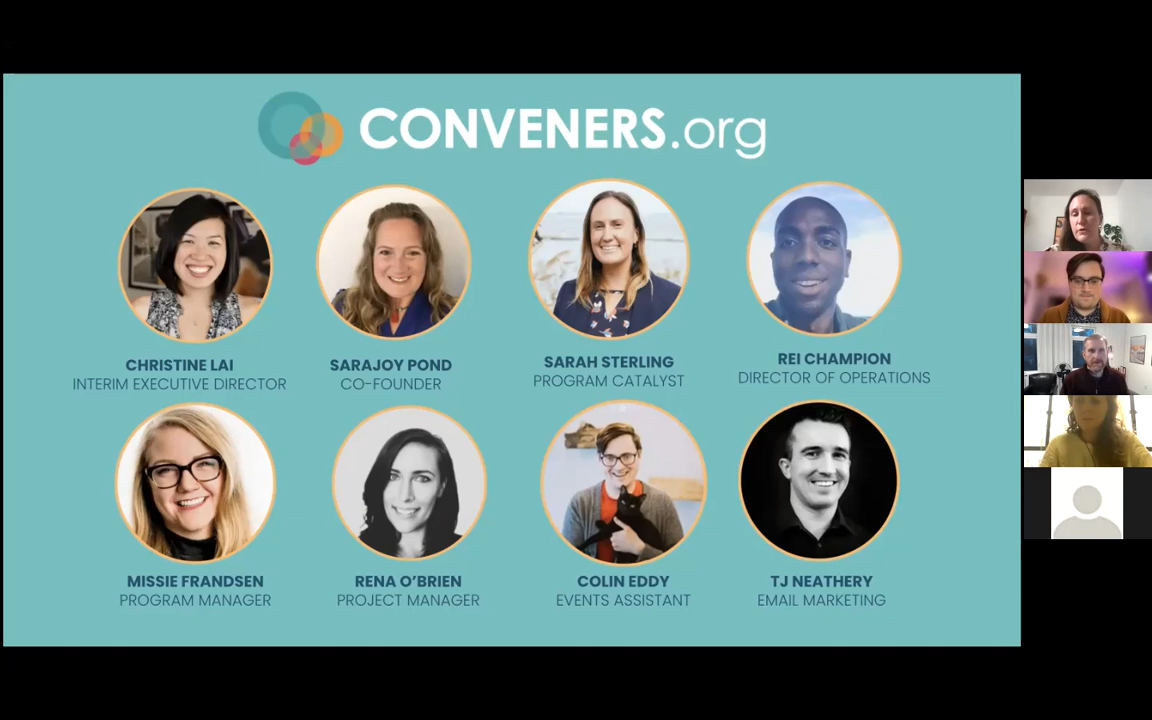 CONVENERS.org
CHRISTINE LAI
INTERIM EXECUTIVE DIRECTOR
SARAJOY POND
CO-FOUNDER
SARAH STERLING
PROGRAM CATALYST
REI CHAMPION
DIRECTOR OF OPERATIONS
MISSIE FRANDSEN
PROGRAM MANAGER
RENA O’BRIEN
PROJECT MANAGER
COLIN EDDY
EVENTS ASSISTANT
TJ NEATHERY
EMAIL MARKETING